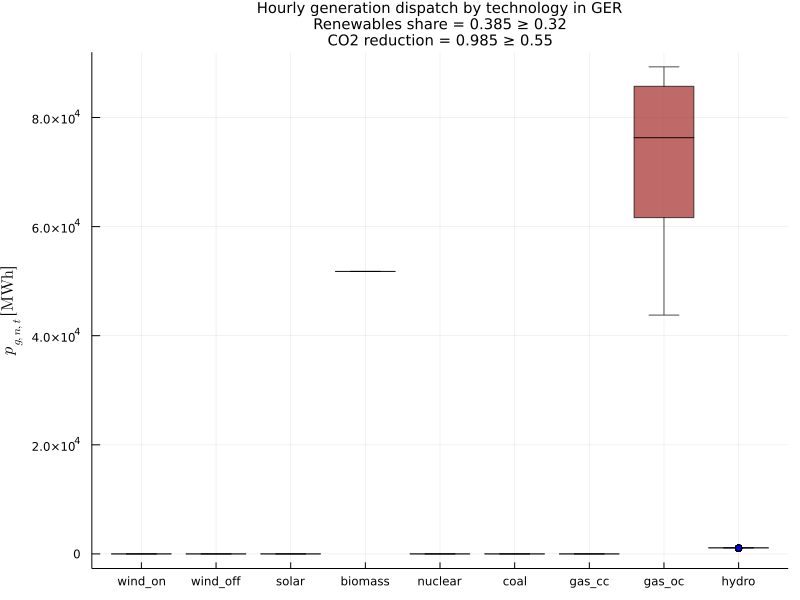 Hourly generation dispatch by technology in GER
Renewables share = 0.385 ≥ 0.32
CO2 reduction = 0.985 ≥ 0.55
p_{g,n,t} [MWh]
8.0×10⁴
6.0×10⁴
4.0×10⁴
2.0×10⁴
0
wind_on wind_off solar biomass nuclear coal gas_cc gas_oc hydro